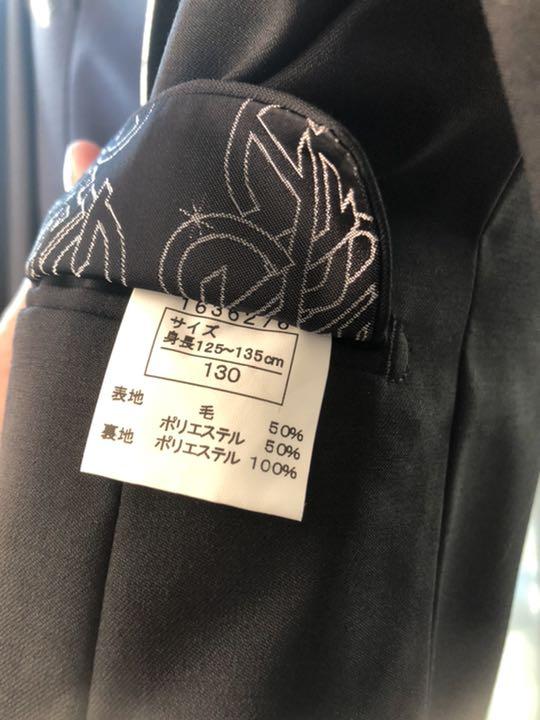 1636276
サイズ
身長125~135cm
130
表地 毛 50%
ポリエステル 50%
裏地 ポリエステル 100%